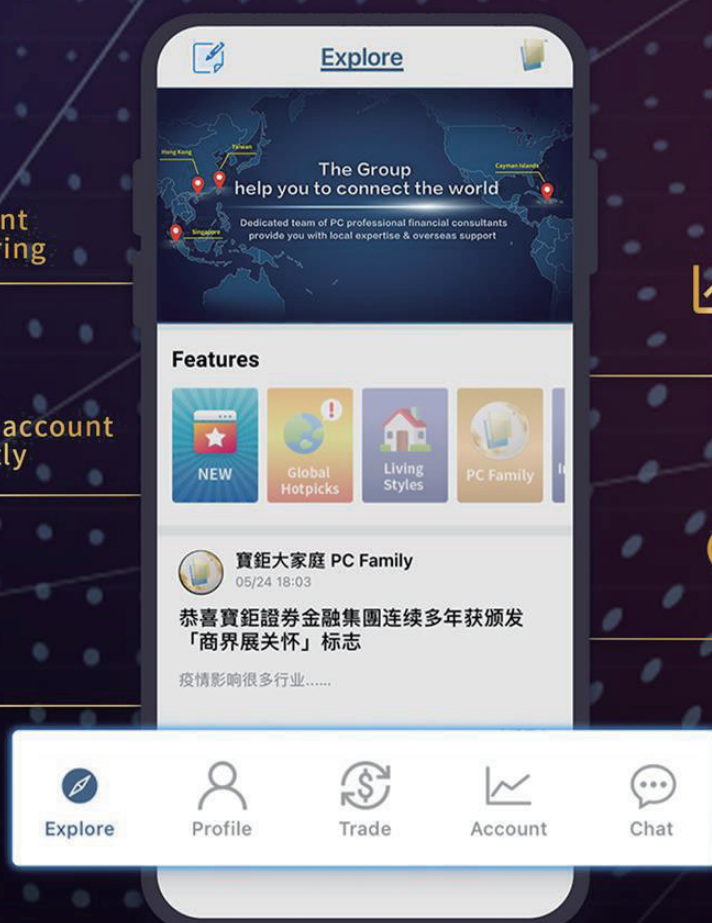 Explore
Hong Kong
Taiwan
Cayman Islands
Singapore
The Group
help you to connect the world
Dedicated team of PC professional financial consultants
provide you with local expertise & overseas support
nt
ring
Features
NEW
Global
Hotpicks
Living
Styles
PC Family
account
ly
寶鉅大家庭 PC Family
05/24 18:03
恭喜寶鉅證券金融集團连续多年获颁发
「商界展关怀」标志
疫情影响很多行业......
Explore
Profile
Trade
Account
Chat